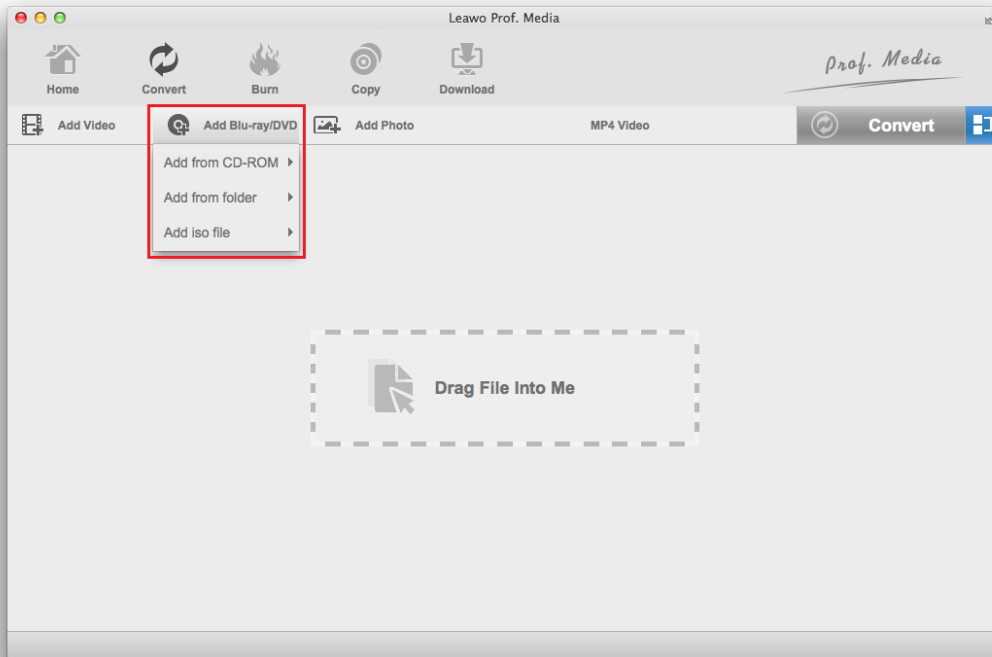 Leawo Prof. Media
Home Convert Burn Copy Download
Prof. Media
Add Video Add Blu-ray/DVD Add Photo MP4 Video Convert
Add from CD-ROM
Add from folder
Add iso file
Drag File Into Me